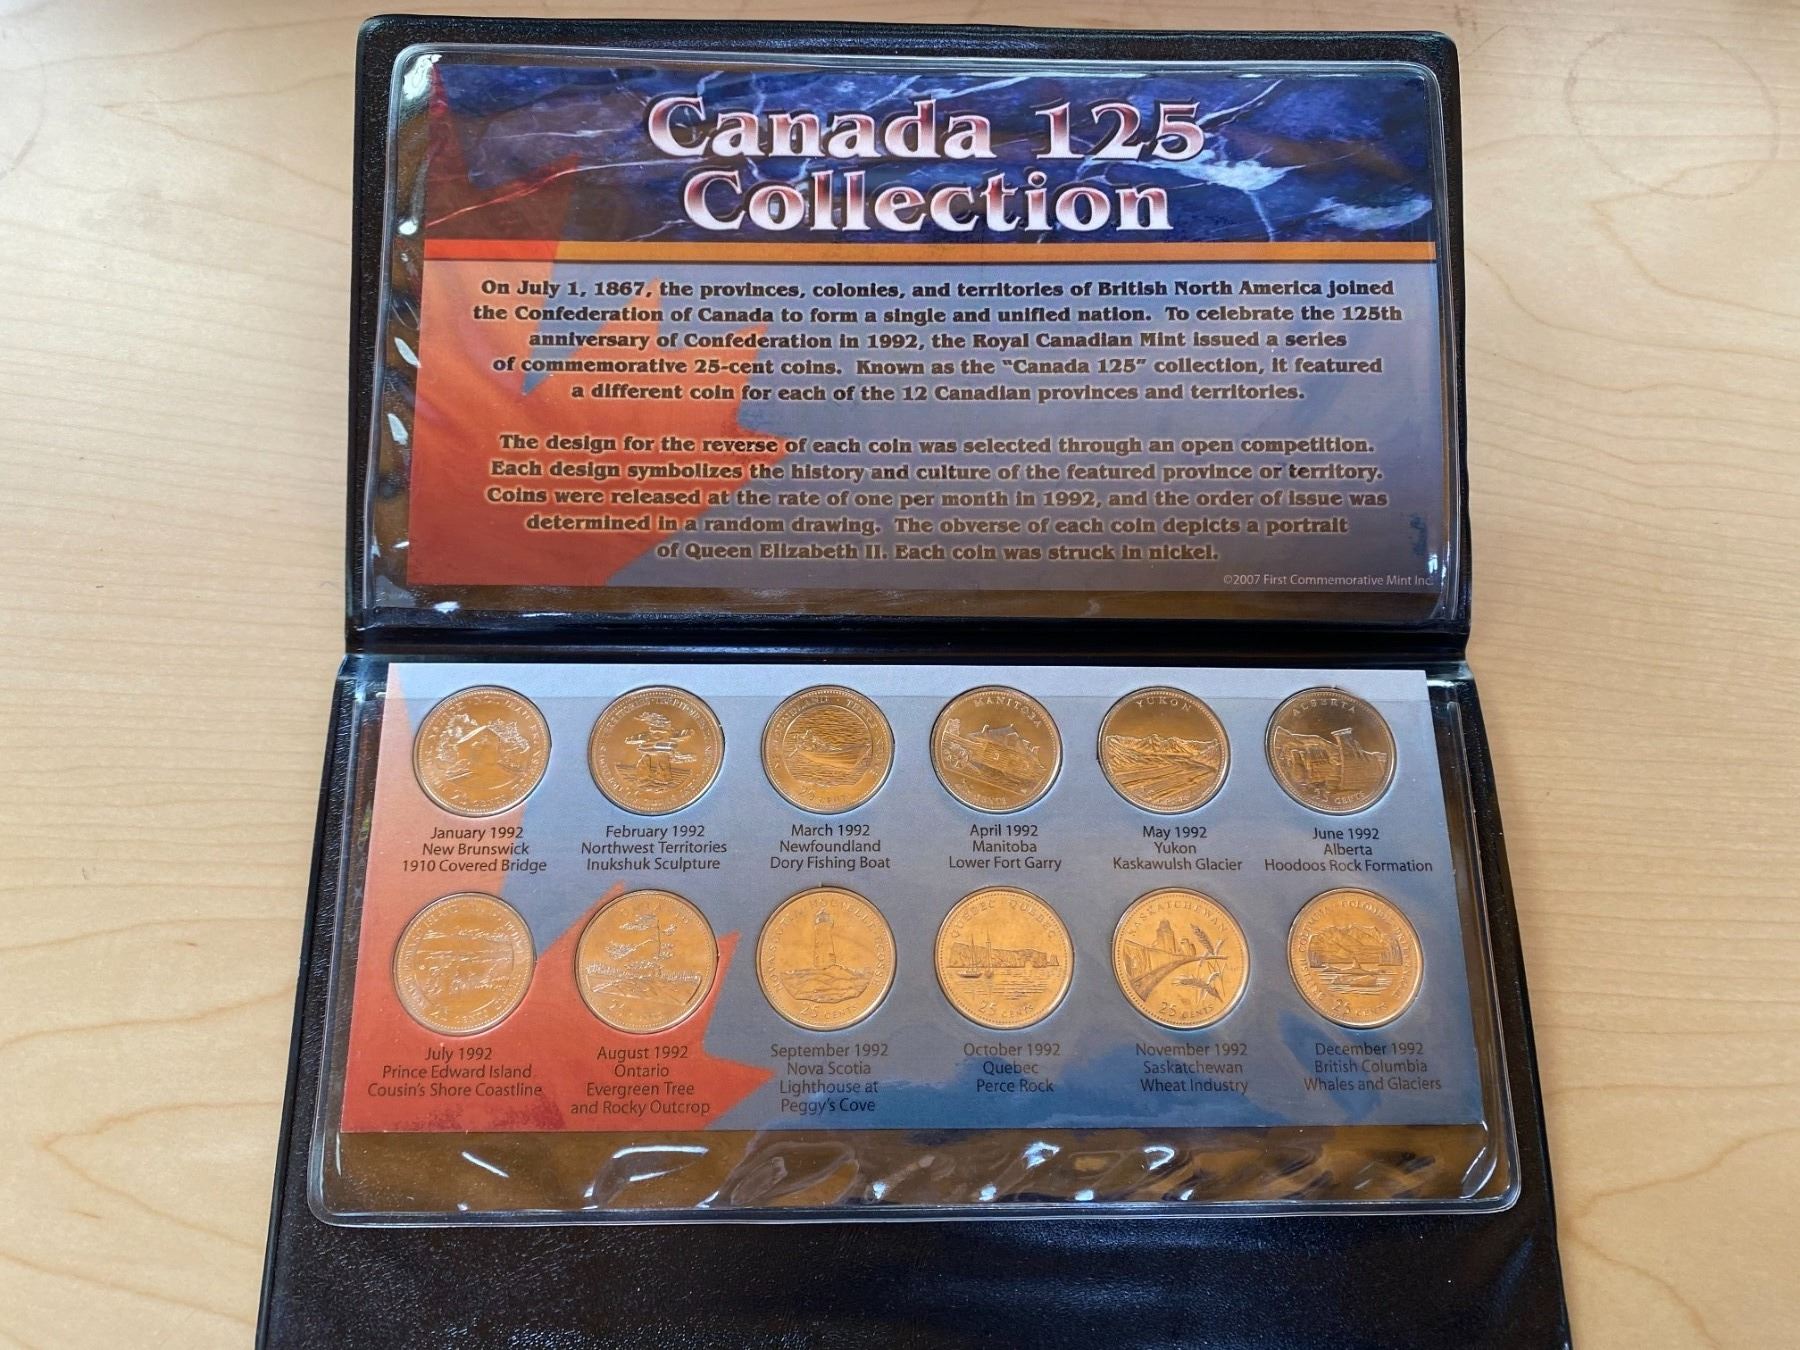 Canada 125
Collection
On July 1, 1867, the provinces, colonies, and territories of British North America joined
the Confederation of Canada to form a single and unified nation. To celebrate the 125th
anniversary of Confederation in 1992, the Royal Canadian Mint issued a series
of commemorative 25-cent coins. Known as the "Canada 125" collection, it featured
a different coin for each of the 12 Canadian provinces and territories.
The design for the reverse of each coin was selected through an open competition.
Each design symbolizes the history and culture of the featured province or territory.
Coins were released at the rate of one per month in 1992, and the order of issue was
determined in a random drawing. The obverse of each coin depicts a portrait
of Queen Elizabeth II. Each coin was struck in nickel.
©2007 First Commemorative Mint Inc.
MANITOBA
YUKON
ALBERTA
25 CENTS
January 1992
New Brunswick
1910 Covered Bridge
February 1992
Northwest Territories
Inukshuk Sculpture
March 1992
Newfoundland
Dory Fishing Boat
April 1992
Manitoba
Lower Fort Garry
May 1992
Yukon
Kaskawulsh Glacier
June 1992
Alberta
Hoodoos Rock Formation
QUÉBEC QUEBEC
25 CENTS
SASKATCHEWAN
25 CENTS
25 CENTS
July 1992
Prince Edward Island
Cousin's Shore Coastline
August 1992
Ontario
Evergreen Tree
and Rocky Outcrop
September 1992
Nova Scotia
Lighthouse at
Peggy's Cove
October 1992
Quebec
Perce Rock
November 1992
Saskatchewan
Wheat Industry
December 1992
British Columbia
Whales and Glaciers